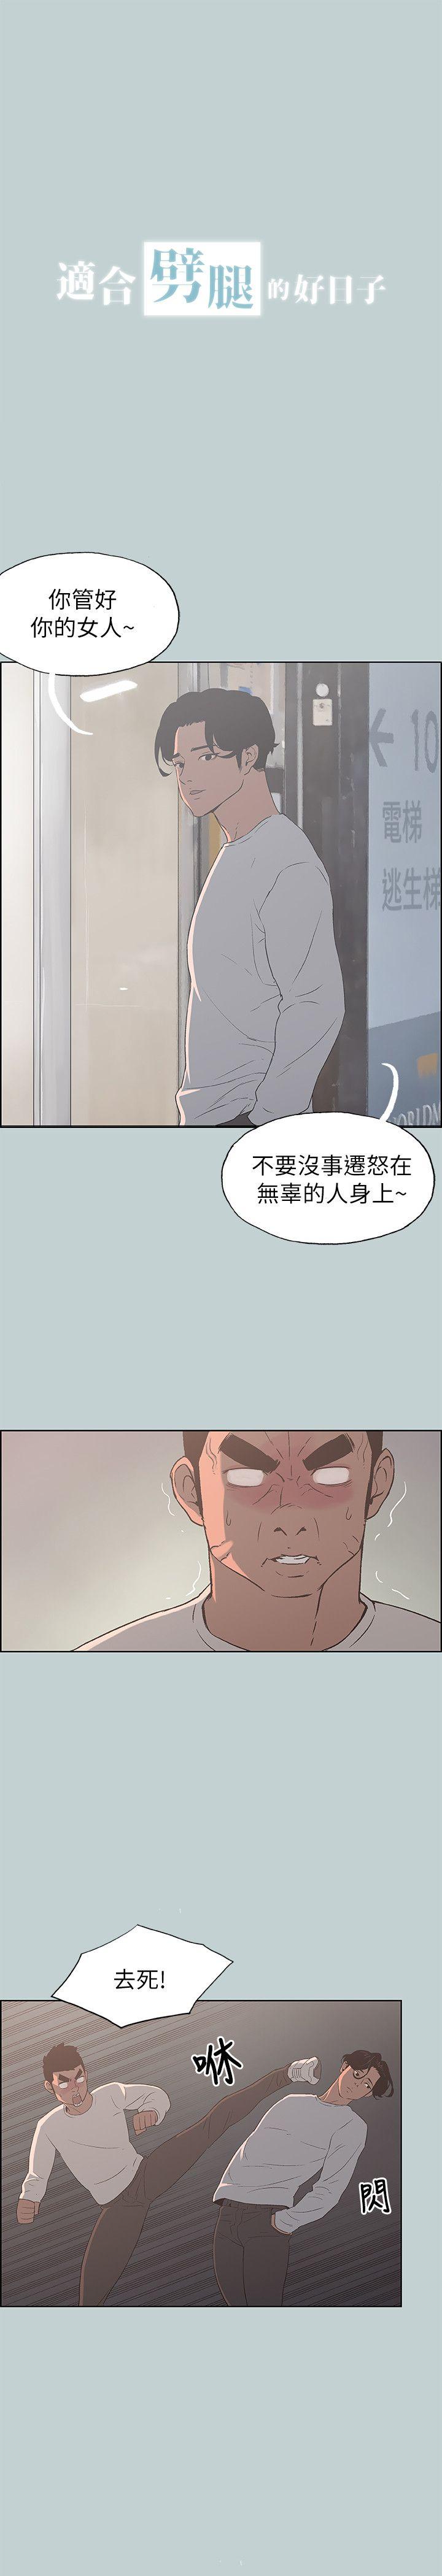 適合劈腿的好日子
你管好
你的女人~
← 10
電梯
逃生梯
WORLDM
不要沒事遷怒在
無辜的人身上~
去死!
咻
閃